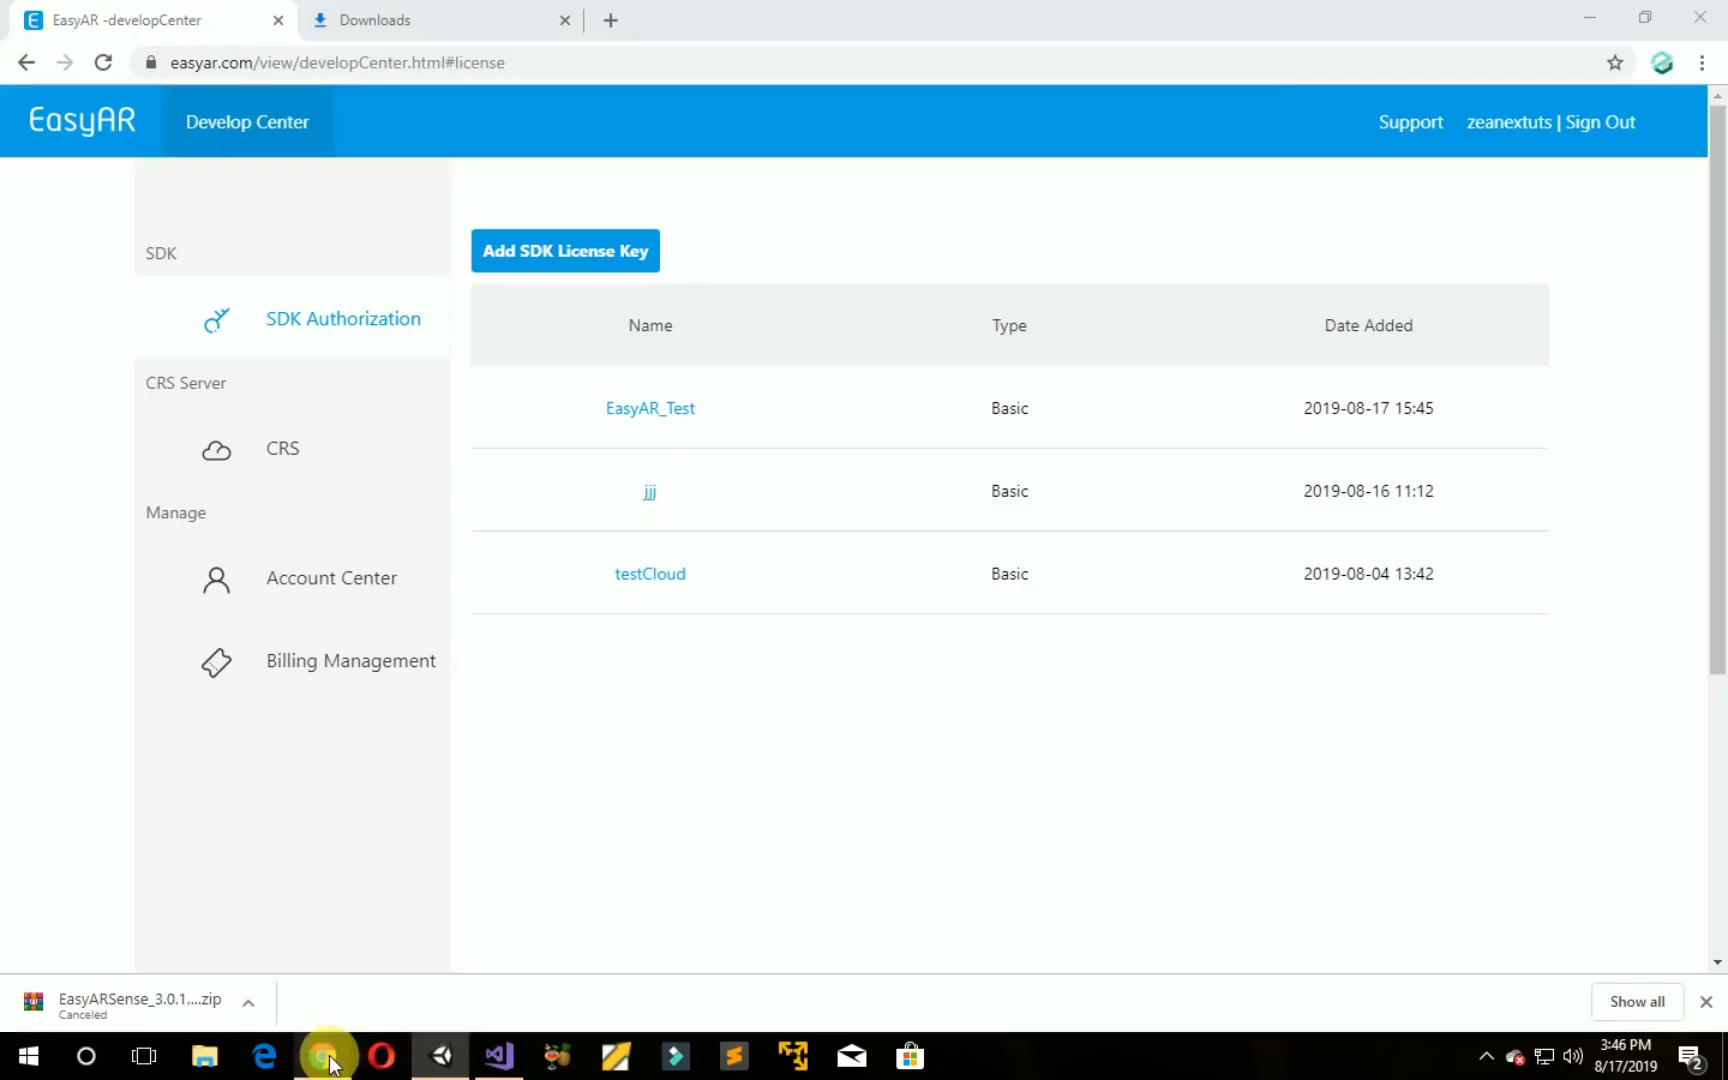 EasyAR -developCenter
Downloads
easyar.com/view/developCenter.html#license
EasyAR
Develop Center
Support
zeanextuts | Sign Out
SDK
SDK Authorization
CRS Server
CRS
Manage
Account Center
Billing Management
Add SDK License Key
Name Type Date Added
EasyAR_Test Basic 2019-08-17 15:45
jjj Basic 2019-08-16 11:12
testCloud Basic 2019-08-04 13:42
EasyARSense_3.0.1....zip
Canceled
Show all
3:46 PM
8/17/2019
2